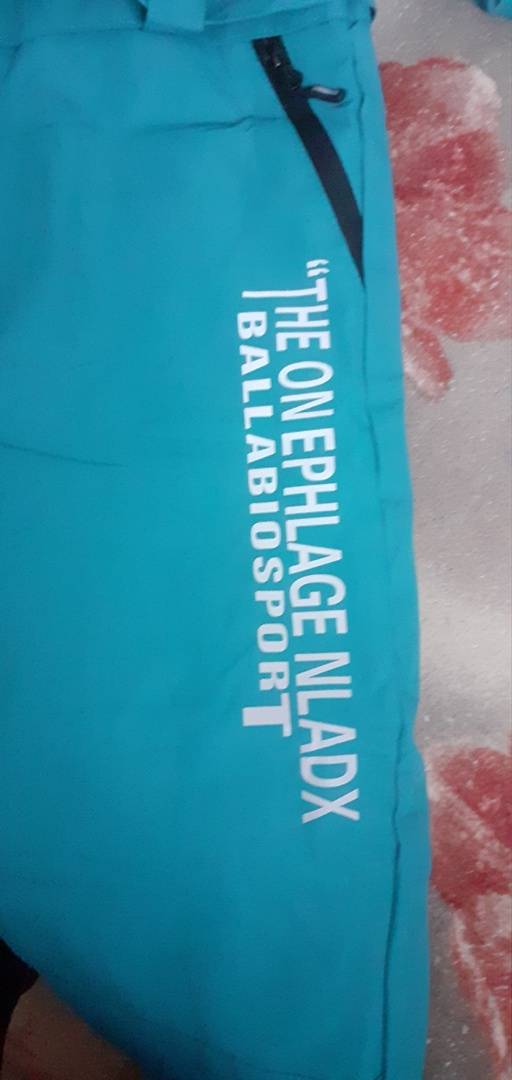 “THE ON EPHLAGE NLADX
BALLABIOSPORT